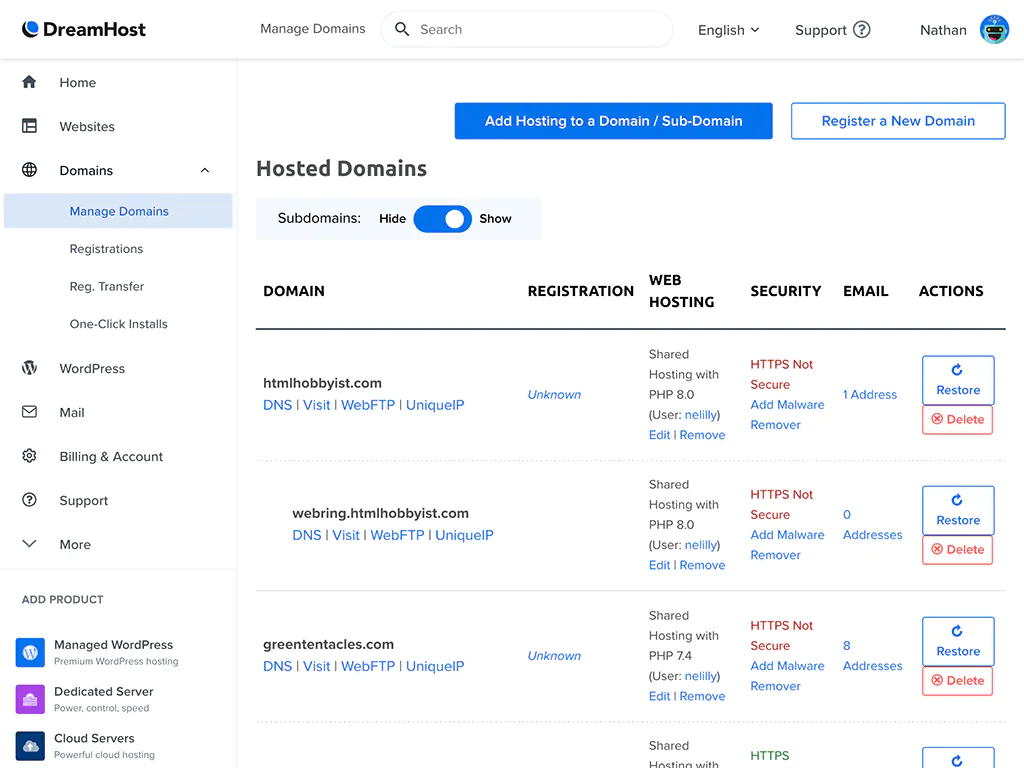 DreamHost
Manage Domains
Search
English
Support
Nathan
Home
Websites
Domains
Manage Domains
Registrations
Reg. Transfer
One-Click Installs
WordPress
Mail
Billing & Account
Support
More
ADD PRODUCT
Managed WordPress
Premium WordPress hosting
Dedicated Server
Power, control, speed
Cloud Servers
Powerful cloud hosting
Add Hosting to a Domain / Sub-Domain
Register a New Domain
Hosted Domains
Subdomains: Hide Show
DOMAIN
REGISTRATION
WEB
HOSTING
SECURITY
EMAIL
ACTIONS
htmlhobbyist.com
DNS | Visit | WebFTP | UniqueIP
Unknown
Shared
Hosting with
PHP 8.0
(User: nelilly)
Edit | Remove
HTTPS Not
Secure
Add Malware
Remover
1 Address
Restore
Delete
webring.htmlhobbyist.com
DNS | Visit | WebFTP | UniqueIP
Shared
Hosting with
PHP 8.0
(User: nelilly)
Edit | Remove
HTTPS Not
Secure
Add Malware
Remover
0
Addresses
Restore
Delete
greententacles.com
DNS | Visit | WebFTP | UniqueIP
Unknown
Shared
Hosting with
PHP 7.4
(User: nelilly)
Edit | Remove
HTTPS Not
Secure
Add Malware
Remover
8
Addresses
Restore
Delete
Shared
Hosting with
HTTPS